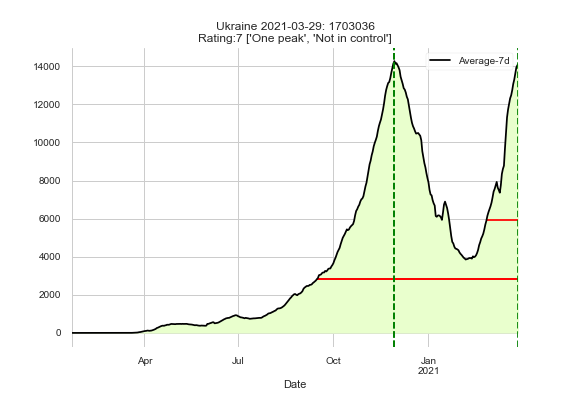 Ukraine 2021-03-29: 1703036
Rating:7 ['One peak', 'Not in control']
Average-7d
14000
12000
10000
8000
6000
4000
2000
0
Apr
Jul
Oct
Jan
2021
Date